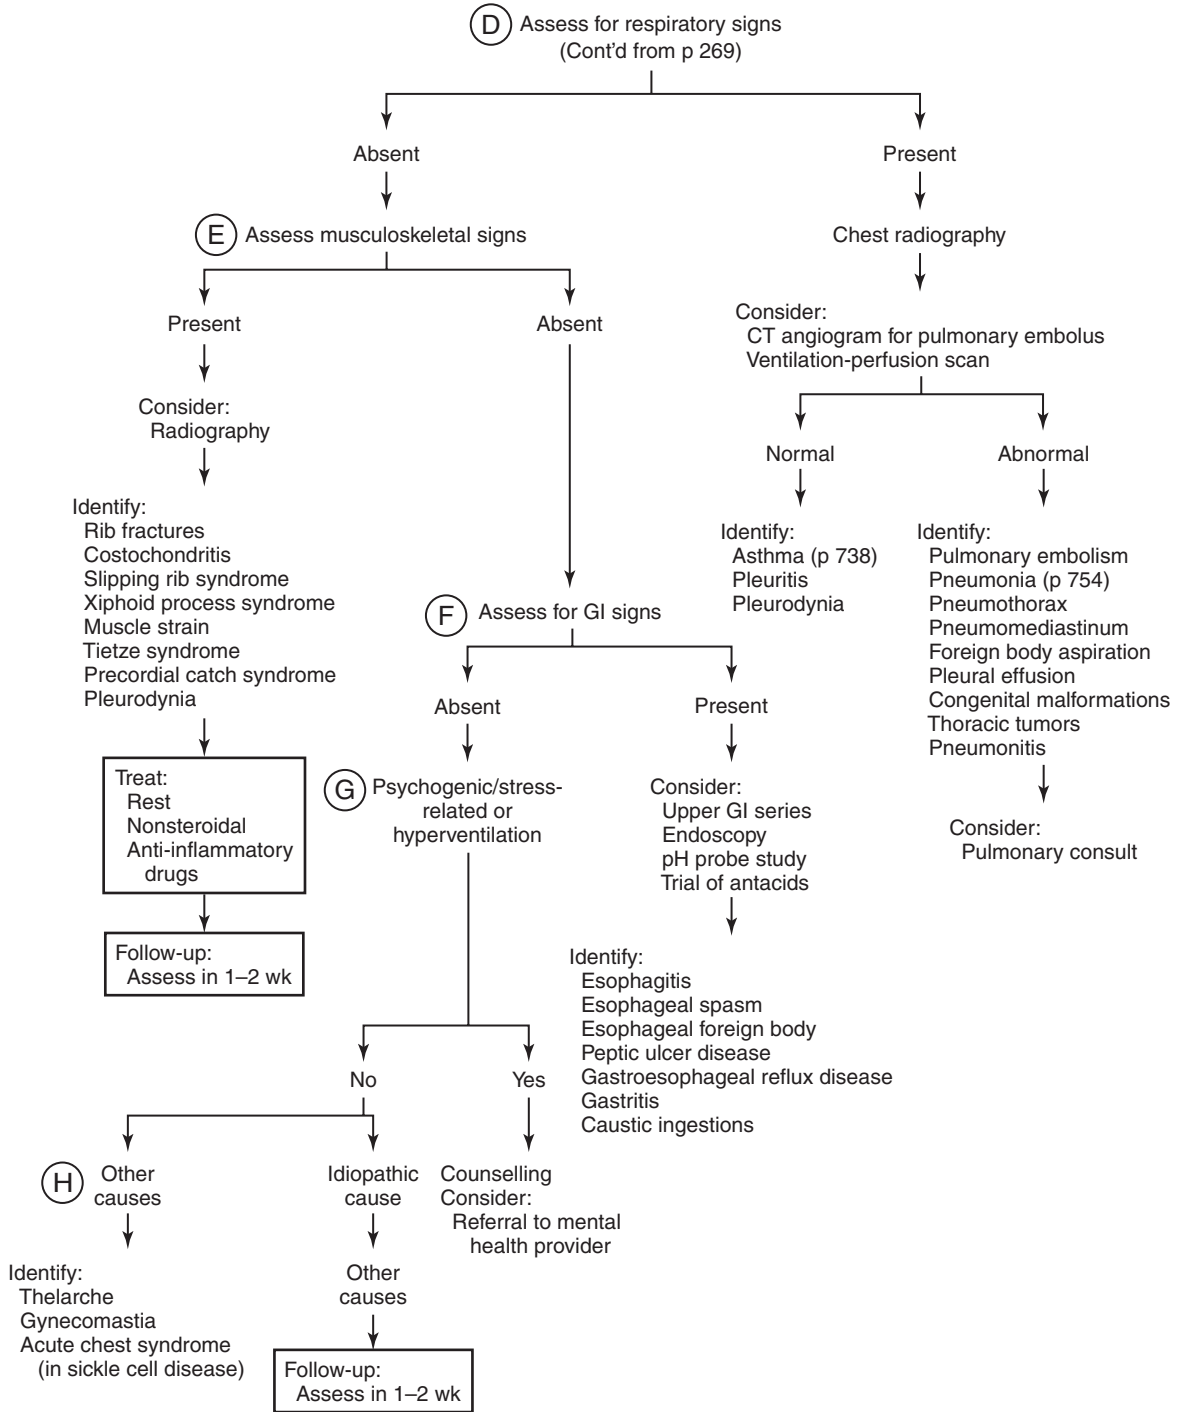 D Assess for respiratory signs
(Cont'd from p 269)
Absent
Present
E Assess musculoskeletal signs
Chest radiography
Present
Absent
Consider:
CT angiogram for pulmonary embolus
Ventilation-perfusion scan
Consider:
Radiography
Normal
Abnormal
Identify:
Rib fractures
Costochondritis
Slipping rib syndrome
Xiphoid process syndrome
Muscle strain
Tietze syndrome
Precordial catch syndrome
Pleurodynia
Identify:
Asthma (p 738)
Pleuritis
Pleurodynia
Identify:
Pulmonary embolism
Pneumonia (p 754)
Pneumothorax
Pneumomediastinum
Foreign body aspiration
Pleural effusion
Congenital malformations
Thoracic tumors
Pneumonitis
F Assess for GI signs
Absent
Present
Treat:
Rest
Nonsteroidal
Anti-inflammatory
drugs
G Psychogenic/stress-
related or
hyperventilation
Consider:
Upper GI series
Endoscopy
pH probe study
Trial of antacids
Consider:
Pulmonary consult
Follow-up:
Assess in 1–2 wk
Identify:
Esophagitis
Esophageal spasm
Esophageal foreign body
Peptic ulcer disease
Gastroesophageal reflux disease
Gastritis
Caustic ingestions
No
Yes
H Other
causes
Idiopathic
cause
Counselling
Consider:
Referral to mental
health provider
Identify:
Thelarche
Gynecomastia
Acute chest syndrome
(in sickle cell disease)
Other
causes
Follow-up:
Assess in 1–2 wk